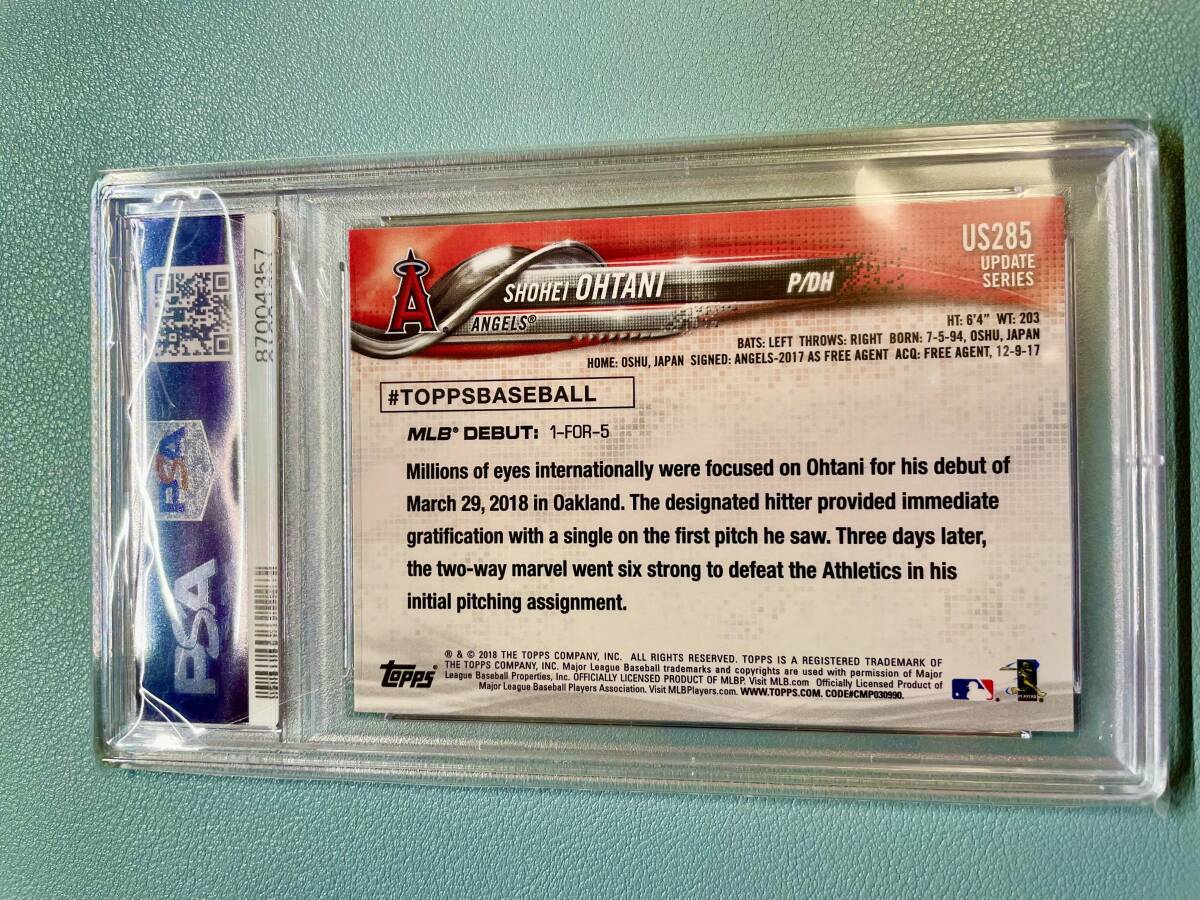 US285
UPDATE
SERIES
SHOHEI OHTANI
P/DH
A
ANGELS®
HT: 6'4" WT: 203
BATS: LEFT THROWS: RIGHT BORN: 7-5-94, OSHU, JAPAN
HOME: OSHU, JAPAN SIGNED: ANGELS-2017 AS FREE AGENT ACQ: FREE AGENT, 12-9-17
#TOPPSBASEBALL
MLB® DEBUT: 1-FOR-5
Millions of eyes internationally were focused on Ohtani for his debut of
March 29, 2018 in Oakland. The designated hitter provided immediate
gratification with a single on the first pitch he saw. Three days later,
the two-way marvel went six strong to defeat the Athletics in his
initial pitching assignment.
topps®
® & © 2018 THE TOPPS COMPANY, INC. ALL RIGHTS RESERVED. TOPPS IS A REGISTERED TRADEMARK OF
THE TOPPS COMPANY, INC. Major League Baseball trademarks and copyrights are used with permission of Major
League Baseball Properties, Inc. OFFICIALLY LICENSED PRODUCT OF MLBP. Visit MLB.com Officially Licensed Product of
Major League Baseball Players Association. Visit MLBPlayers.com. WWW.TOPPS.COM. CODE#CMP030990.
PLAYERS
87004357
PSA
PSA